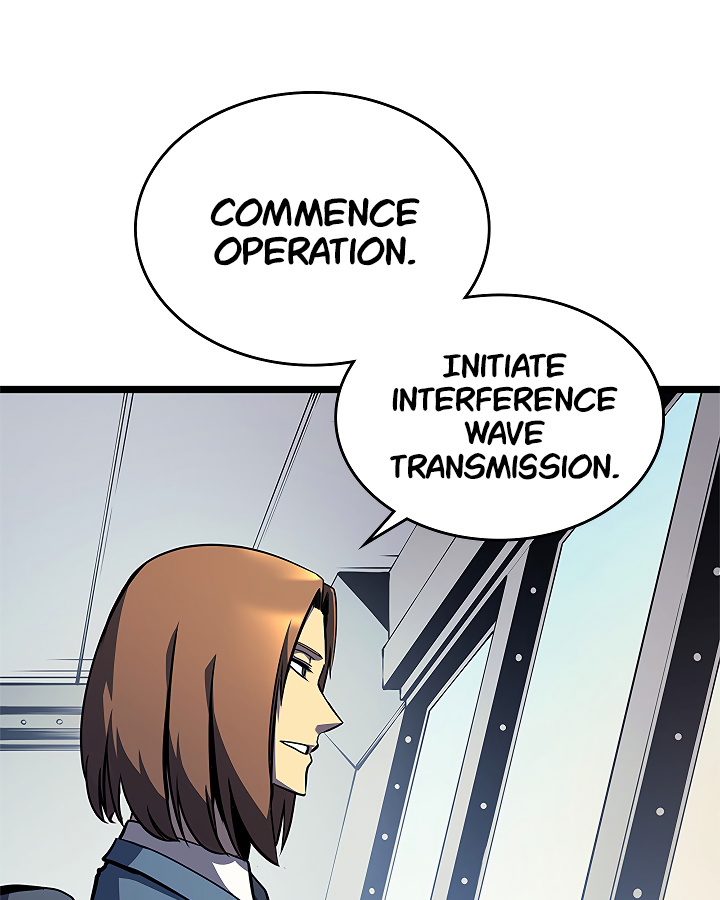 COMMENCE
OPERATION.
INITIATE
INTERFERENCE
WAVE
TRANSMISSION.